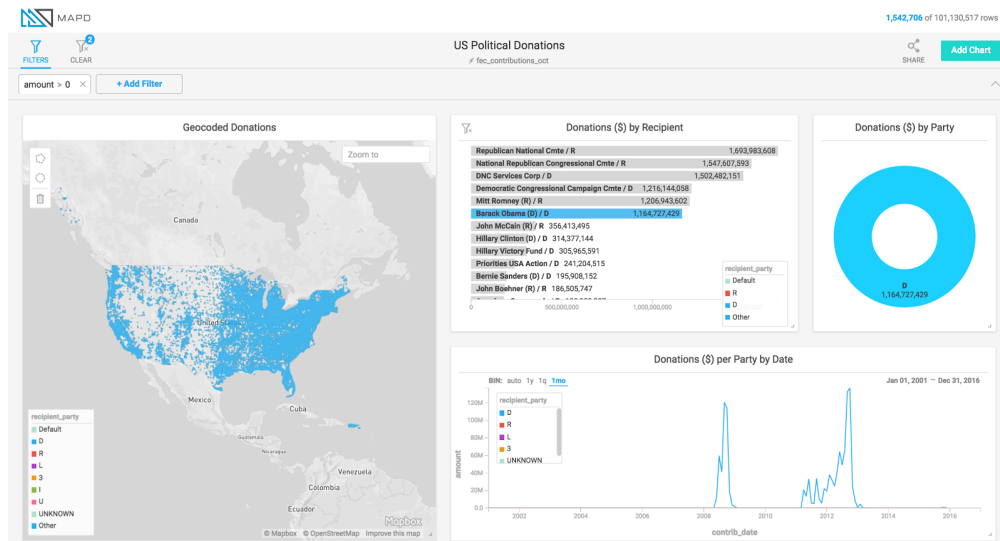 MAPD
1,542,706 of 101,130,517 rows
FILTERS
2
CLEAR
US Political Donations
fec_contributions_oct
SHARE
Add Chart
amount > 0 ×
+ Add Filter
Geocoded Donations
Zoom to
Canada
United States
Mexico
Cuba
Guatemala
Nicaragua
Venezuela
Colombia
Ecuador
recipient_party
Default
D
R
L
3
I
U
UNKNOWN
Other
Mapbox
© Mapbox © OpenStreetMap Improve this map
Donations ($) by Recipient
Republican National Cmte / R 1,693,983,608
National Republican Congressional Cmte / R 1,547,607,593
DNC Services Corp / D 1,502,482,151
Democratic Congressional Campaign Cmte / D 1,216,144,058
Mitt Romney (R) / R 1,206,943,602
Barack Obama (D) / D 1,164,727,429
John McCain (R) / R 356,413,495
Hillary Clinton (D) / D 314,377,144
Hillary Victory Fund / D 305,965,591
Priorities USA Action / D 241,204,515
Bernie Sanders (D) / D 195,908,152
John Boehner (R) / R 186,505,747
0 500,000,000 1,000,000,000
recipient_party
Default
R
D
Other
Donations ($) by Party
D
1,164,727,429
Donations ($) per Party by Date
BIN: auto 1y 1q 1mo
Jan 01, 2001 – Dec 31, 2016
recipient_party
D
R
L
3
UNKNOWN
amount
120M
100M
80M
60M
40M
20M
0.0
2002 2004 2006 2008 2010 2012 2014 2016
contrib_date